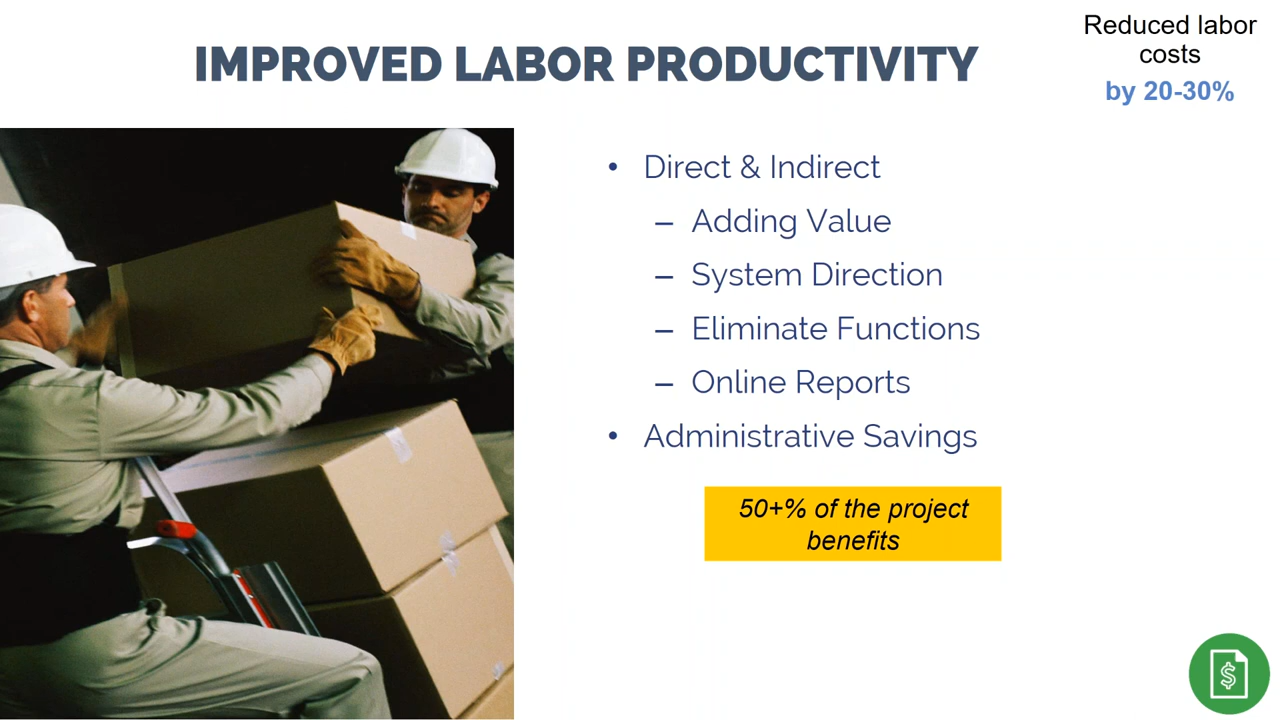 IMPROVED LABOR PRODUCTIVITY
Reduced labor
costs
by 20-30%
• Direct & Indirect
– Adding Value
– System Direction
– Eliminate Functions
– Online Reports
• Administrative Savings
50+% of the project
benefits
$